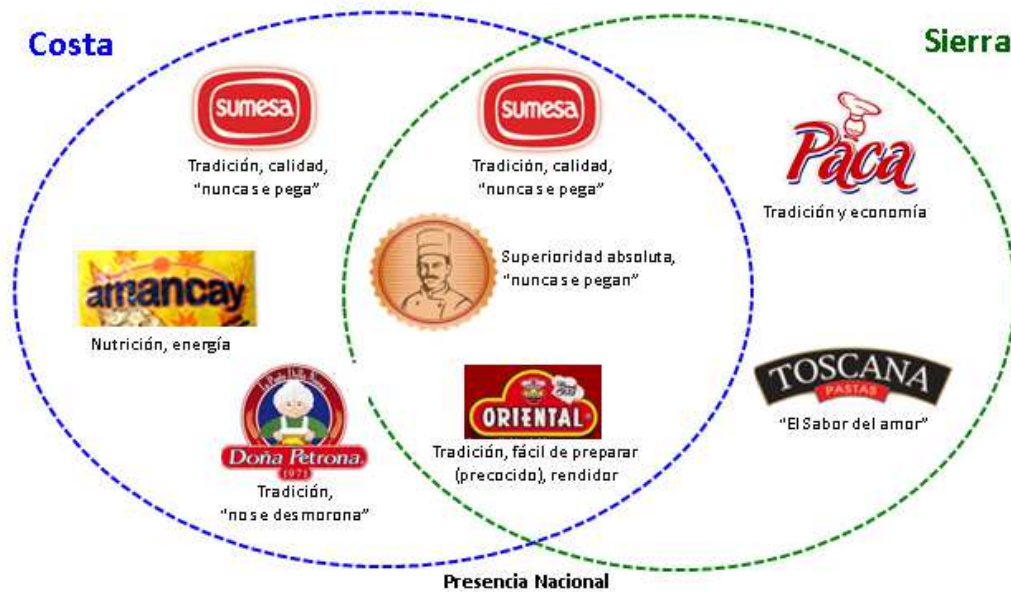 Costa
Sierra
sumesa
Tradición, calidad,
"nunca se pega"
sumesa
Tradición, calidad,
"nunca se pega"
Paca
Tradición y economía
amancay
Nutrición, energía
Superioridad absoluta,
"nunca se pegan"
Doña Petrona
1971
Tradición,
"no se desmorona"
ORIENTAL
Tradición, fácil de preparar
(precocido), rendidor
TOSCANA
PASTAS
"El Sabor del amor"
Presencia Nacional